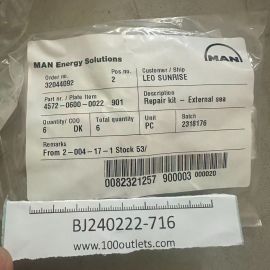 MAN Energy Solutions
MAN
Order no.
32044092
Pos no.
2
Customer / Ship
LEO SUNRISE
Part nr. / Plate Item
4572-0600-0022 901
Description
Repair kit - External sea
Quantity/ COO
6 DK
Total quantity
6
Unit
PC
Batch
2318176
Remarks
From 2-004-17-1 Stock 53/
0082321257 900003 000020
BJ240222-716
www.100outlets.com